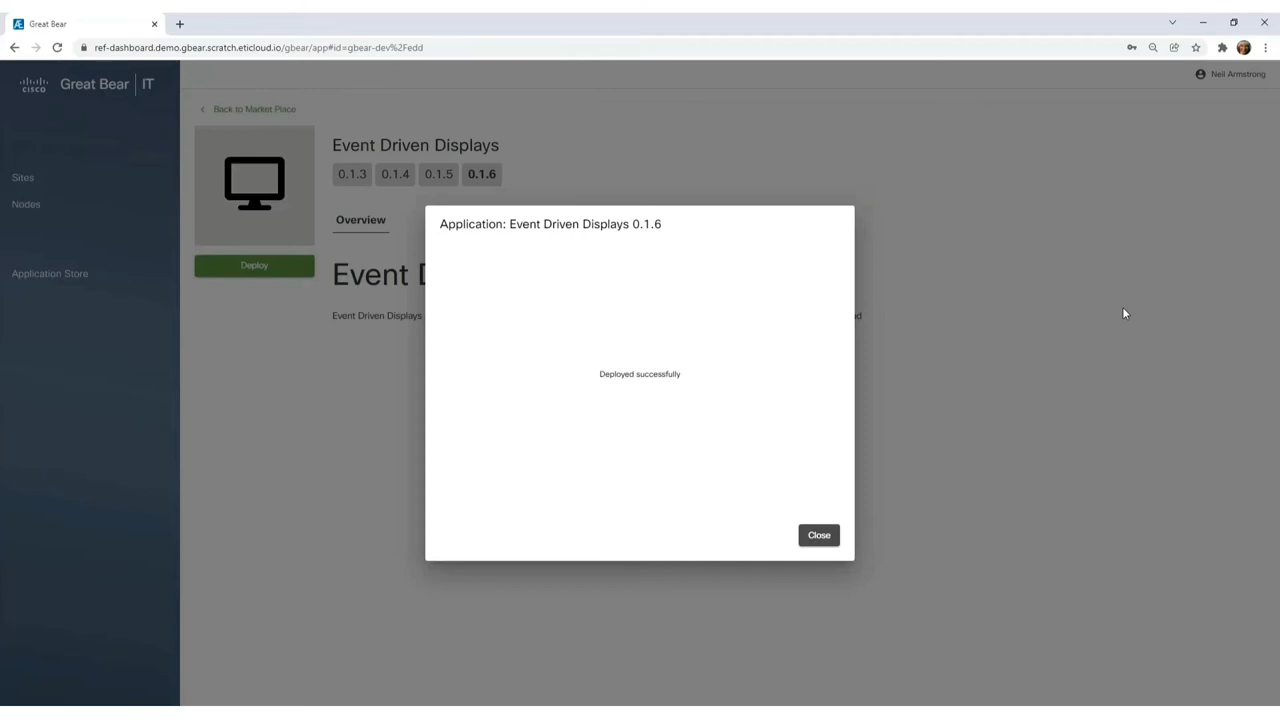 Great Bear
ref-dashboard.demo.gbear.scratch.eticloud.io/gbear/app#id=gbear-dev%2Fedd
CISCO
Great Bear | IT
Neil Armstrong
Sites
Nodes
Application Store
Back to Market Place
Event Driven Displays
0.1.3 0.1.4 0.1.5 0.1.6
Overview
Deploy
Event D
Event Driven Displays
d
Application: Event Driven Displays 0.1.6
Deployed successfully
Close